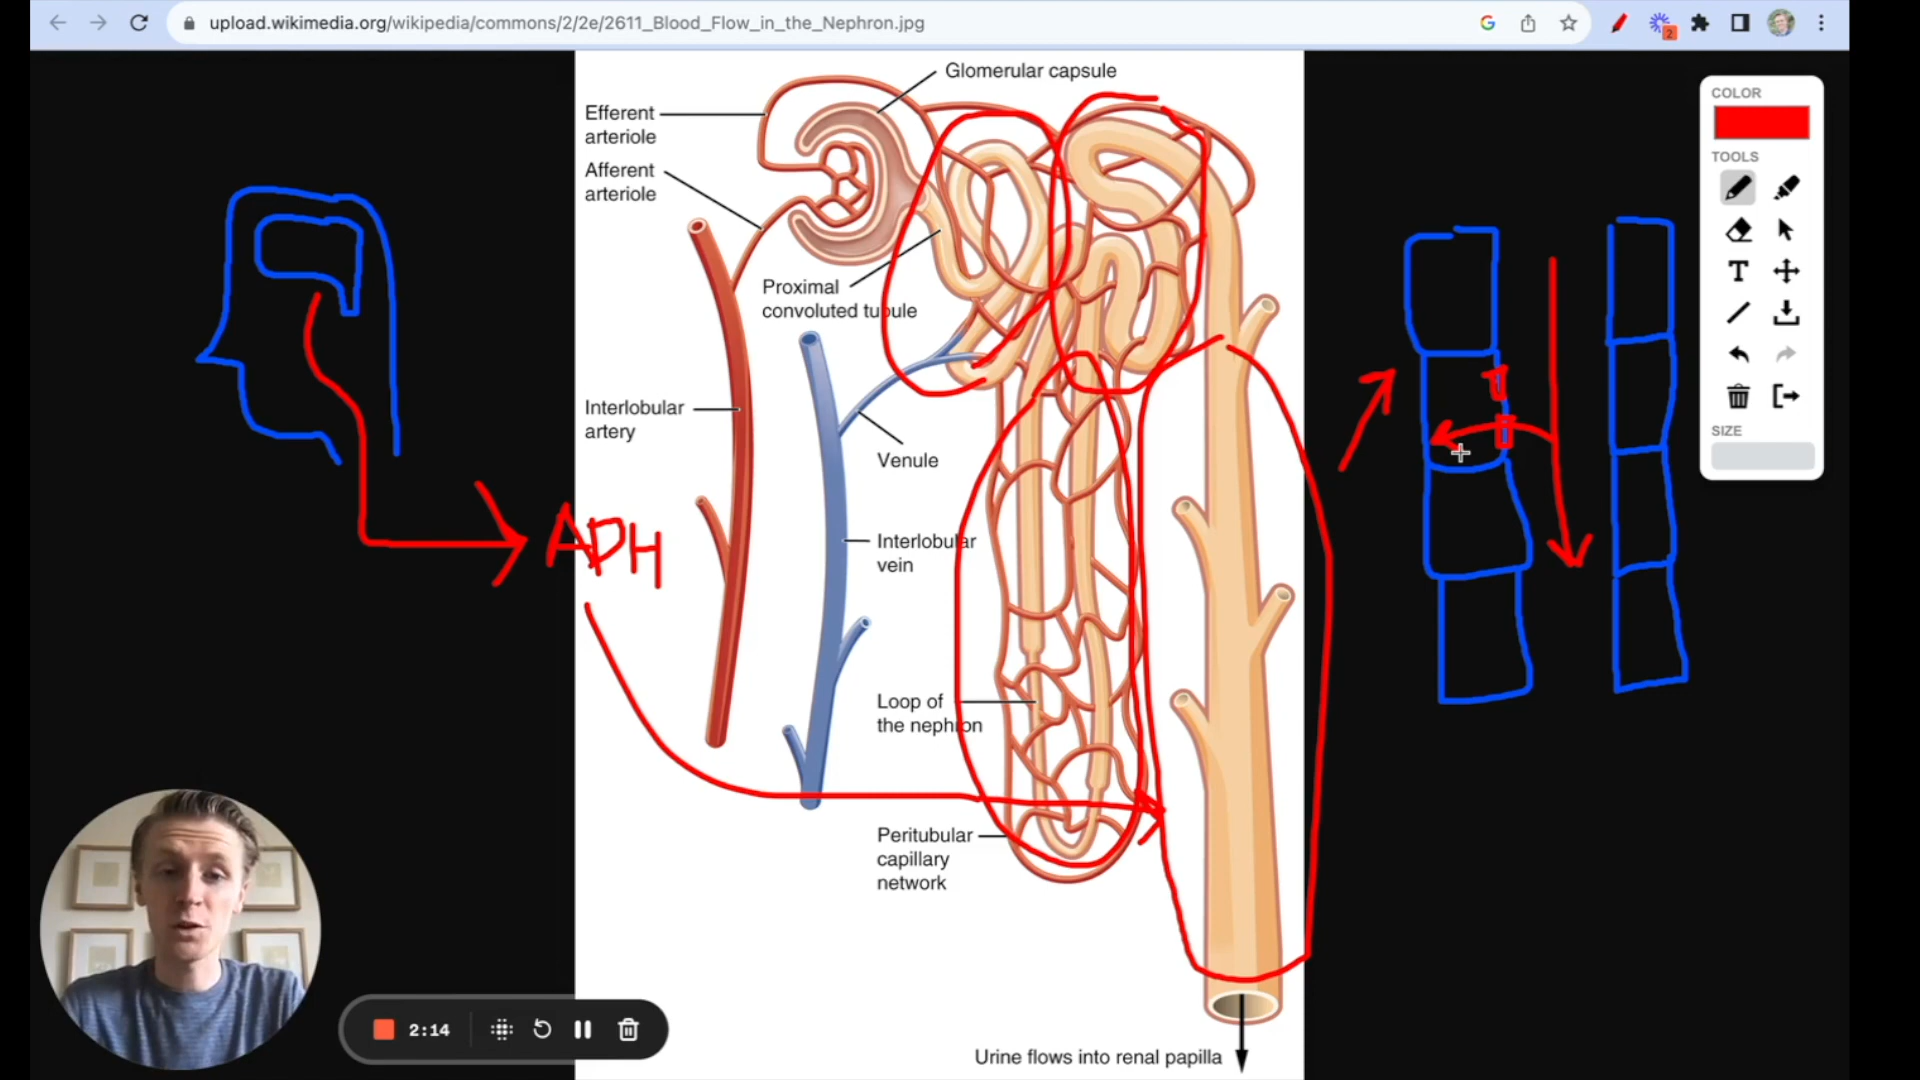 upload.wikimedia.org/wikipedia/commons/2/2e/2611_Blood_Flow_in_the_Nephron.jpg
2
Glomerular capsule
Efferent
arteriole
Afferent
arteriole
Proximal
convoluted tubule
Interlobular
artery
Venule
Interlobular
vein
ADH
Loop of
the nephron
Peritubular
capillary
network
Urine flows into renal papilla
COLOR
TOOLS
T
SIZE
2:14